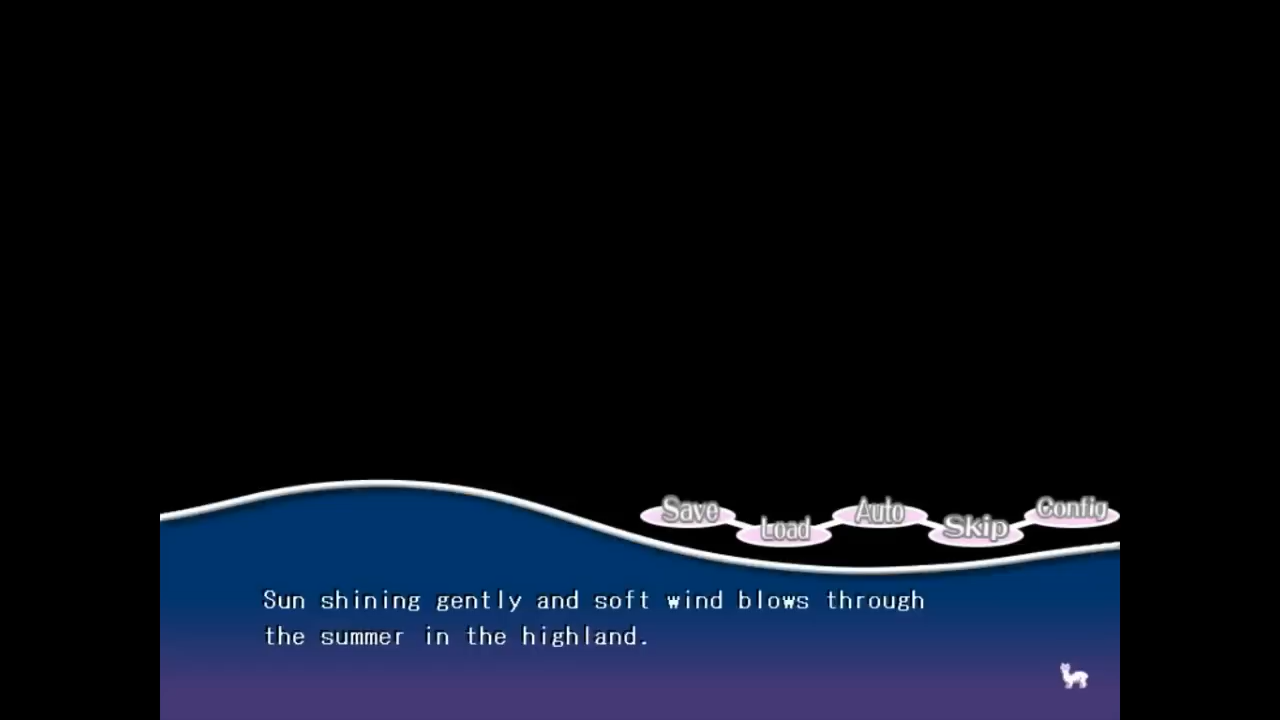 Save
Load
Auto
Skip
Config
Sun shining gently and soft wind blows through
the summer in the highland.